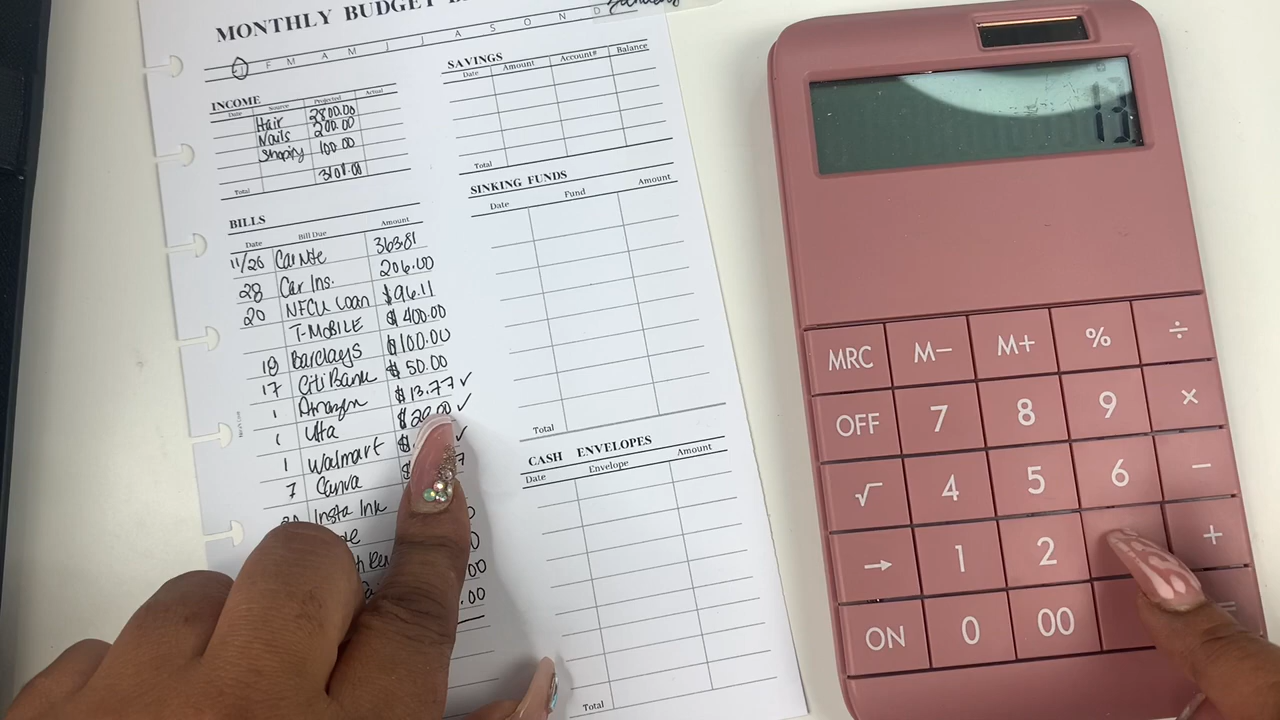 MONTHLY BUDGET
J F M A M J J A S O N D
INCOME
Date Source Projected Actual
Hair 2800.00
Nails 200.00
Shopify 100.00
Total 3100.00
BILLS
Date Bill Due Amount
11/26 Car Note 363.81
28 Car Ins. 206.00
20 NFCU Loan $96.11
T-MOBILE $400.00
18 Barclays $100.00
17 Citi Bank $50.00
1 Amazon $13.77 ✓
1 Ulta $20.00 ✓
1 Walmart $ ✓
7 Canva
Insta Ink
.00
.00
SAVINGS
Date Amount Account# Balance
Total
SINKING FUNDS
Date Fund Amount
Total
CASH ENVELOPES
Date Envelope Amount
Total
13
MRC M− M+ % ÷
OFF 7 8 9 ×
√ 4 5 6 −
→ 1 2 +
ON 0 00 =